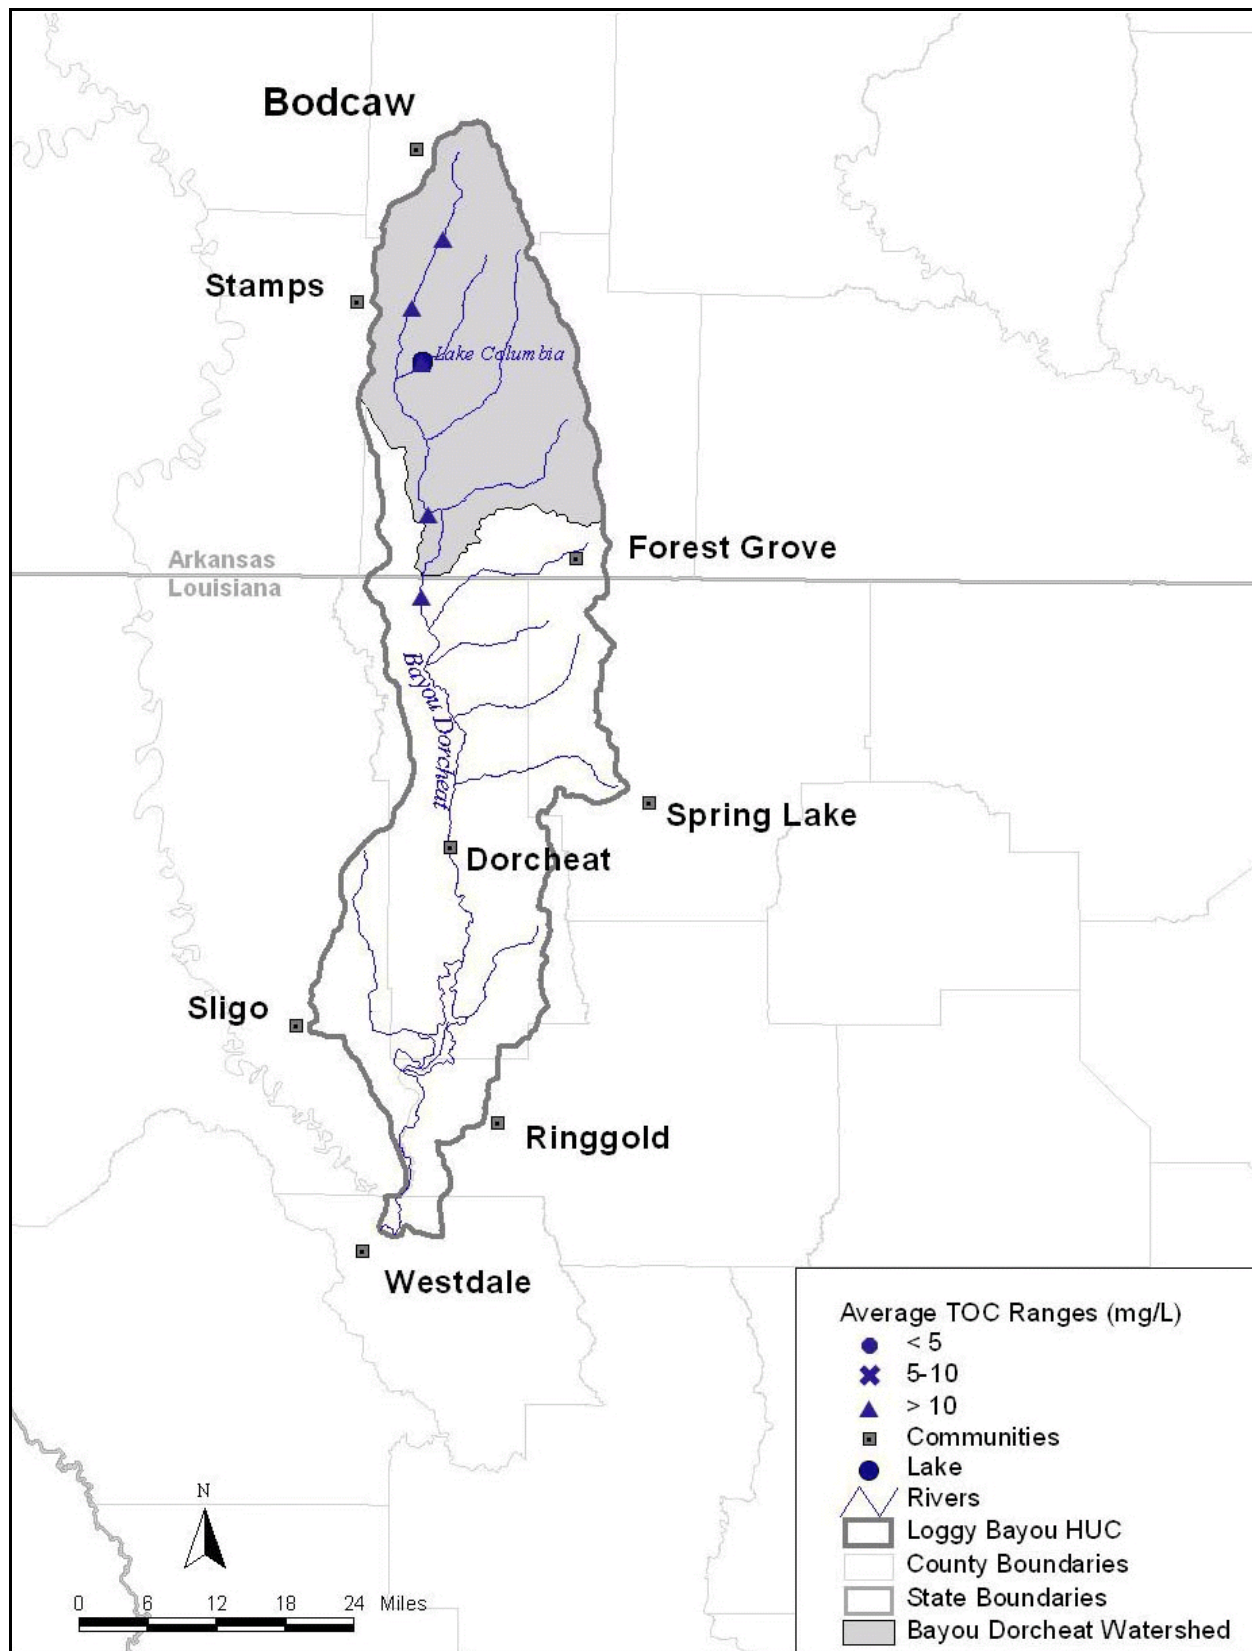 Bodcaw
Stamps
Lake Columbia
Forest Grove
Arkansas
Louisiana
Bayou Dorcheat
Spring Lake
Dorcheat
Sligo
Ringgold
Westdale
Average TOC Ranges (mg/L)
< 5
5-10
> 10
Communities
Lake
Rivers
Loggy Bayou HUC
County Boundaries
State Boundaries
Bayou Dorcheat Watershed
N
0 6 12 18 24 Miles